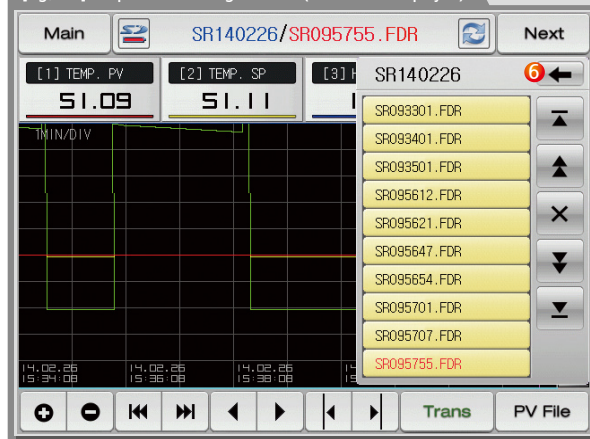 Main
SR140226/SR095755.FDR
Next
[1] TEMP. PV
[2] TEMP. SP
[3] H
51.09
51.11
SR140226
6
SR093301.FDR
SR093401.FDR
SR093501.FDR
SR095612.FDR
SR095621.FDR
SR095647.FDR
SR095654.FDR
SR095701.FDR
SR095707.FDR
SR095755.FDR
1MIN/DIV
14.02.26
15:34:08
14.02.26
15:36:08
14.02.26
15:38:08
Trans
PV File